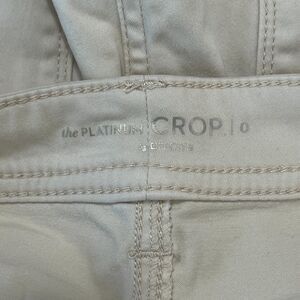 the PLATINUM CROP. | 0